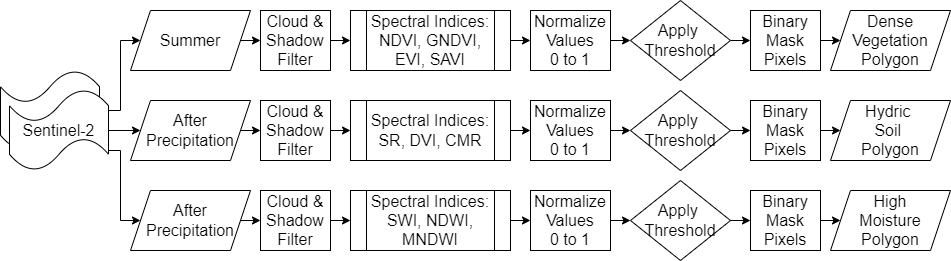 Sentinel-2
Summer
Cloud &
Shadow
Filter
Spectral Indices:
NDVI, GNDVI,
EVI, SAVI
Normalize
Values
0 to 1
Apply
Threshold
Binary
Mask
Pixels
Dense
Vegetation
Polygon
After
Precipitation
Cloud &
Shadow
Filter
Spectral Indices:
SR, DVI, CMR
Normalize
Values
0 to 1
Apply
Threshold
Binary
Mask
Pixels
Hydric
Soil
Polygon
After
Precipitation
Cloud &
Shadow
Filter
Spectral Indices:
SWI, NDWI,
MNDWI
Normalize
Values
0 to 1
Apply
Threshold
Binary
Mask
Pixels
High
Moisture
Polygon